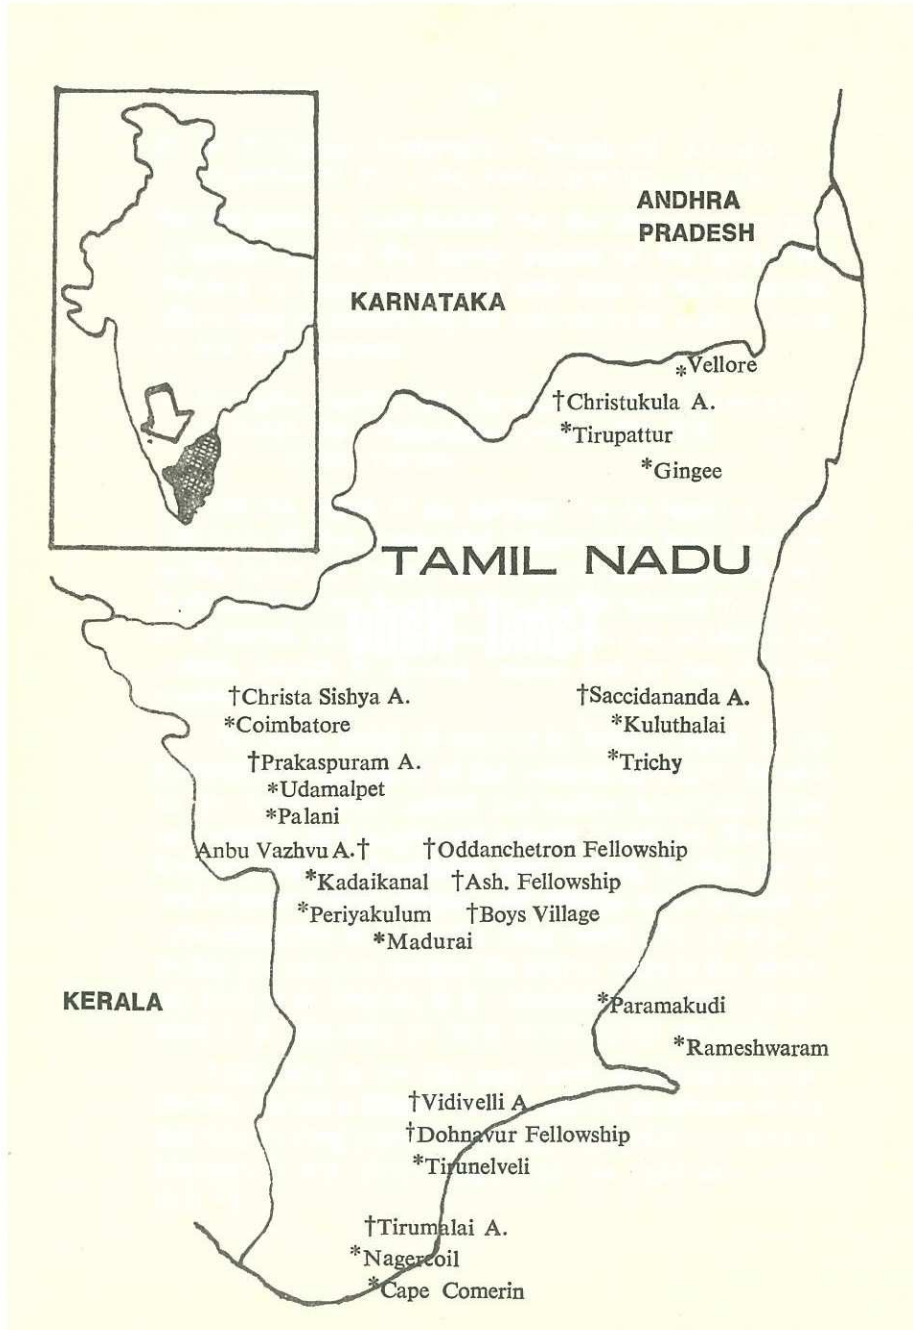 ANDHRA
PRADESH
KARNATAKA
*Vellore
†Christukula A.
*Tirupattur
*Gingee
TAMIL NADU
†Christa Sishya A.
*Coimbatore
†Saccidananda A.
*Kuluthalai
†Prakaspuram A.
*Trichy
*Udamalpet
*Palani
Anbu Vazhvu A.†
†Oddanchetron Fellowship
*Kadaikanal
†Ash. Fellowship
*Periyakulum
†Boys Village
*Madurai
KERALA
*Paramakudi
*Rameshwaram
†Vidivelli A
†Dohnavur Fellowship
*Tirunelveli
†Tirumalai A.
*Nagercoil
*Cape Comerin